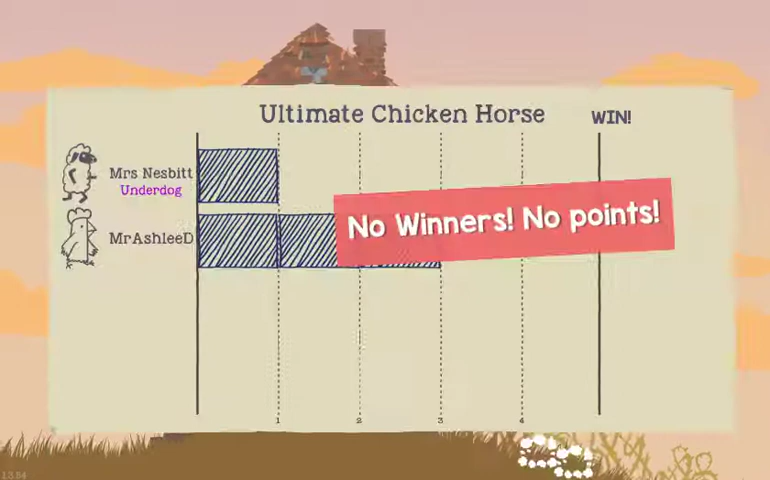 Ultimate Chicken Horse
WIN!
Mrs Nesbitt
Underdog
MrAshleeD
No Winners! No points!
1 2 3 4